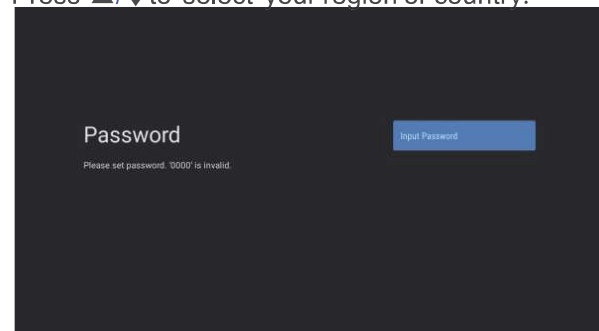 Press ▲/▼ to select your region or country.
Password
Input Password
Please set password. '0000' is invalid.